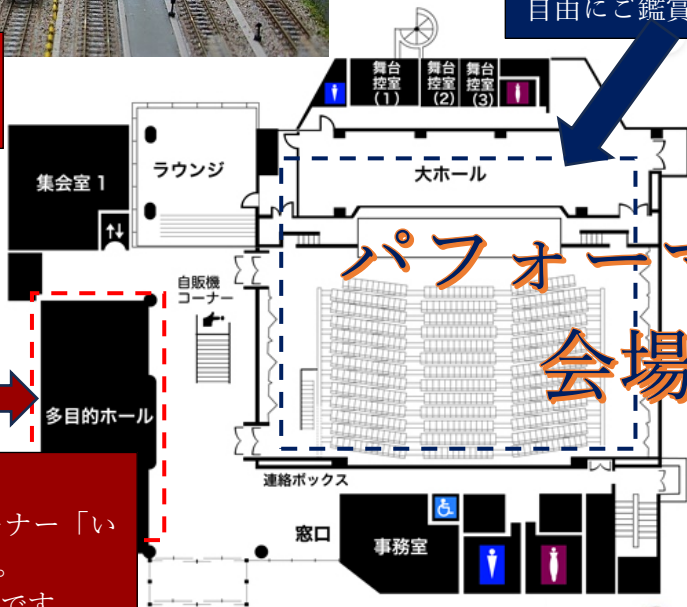 自由にご鑑賞
舞台
控室
(1)
舞台
控室
(2)
舞台
控室
(3)
集会室 1
ラウンジ
大ホール
パフォーマ
会場
自販機
コーナー
多目的ホール
連絡ボックス
窓口
事務室
ーナー「い
。
です